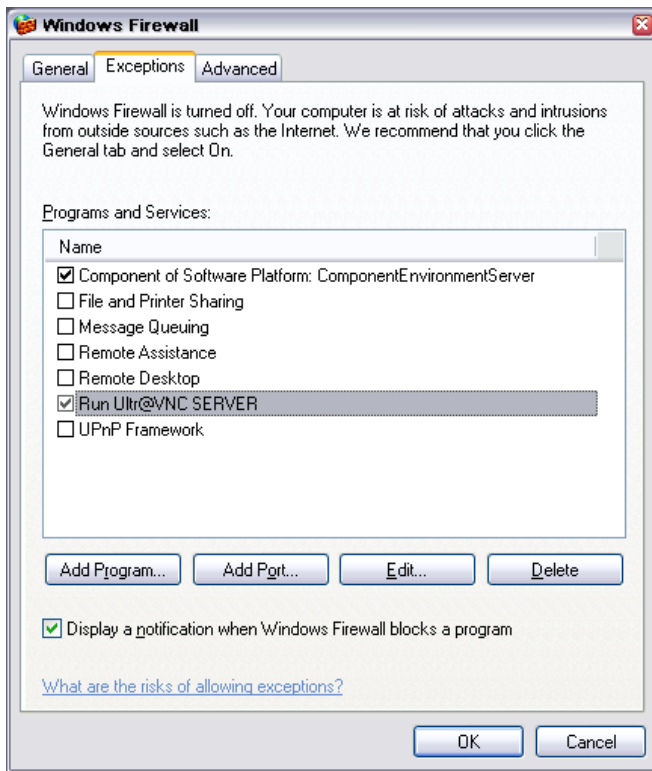 Windows Firewall
General Exceptions Advanced
Windows Firewall is turned off. Your computer is at risk of attacks and intrusions
from outside sources such as the Internet. We recommend that you click the
General tab and select On.
Programs and Services:
Name
Component of Software Platform: ComponentEnvironmentServer
File and Printer Sharing
Message Queuing
Remote Assistance
Remote Desktop
Run Ultr@VNC SERVER
UPnP Framework
Add Program... Add Port... Edit... Delete
Display a notification when Windows Firewall blocks a program
What are the risks of allowing exceptions?
OK Cancel